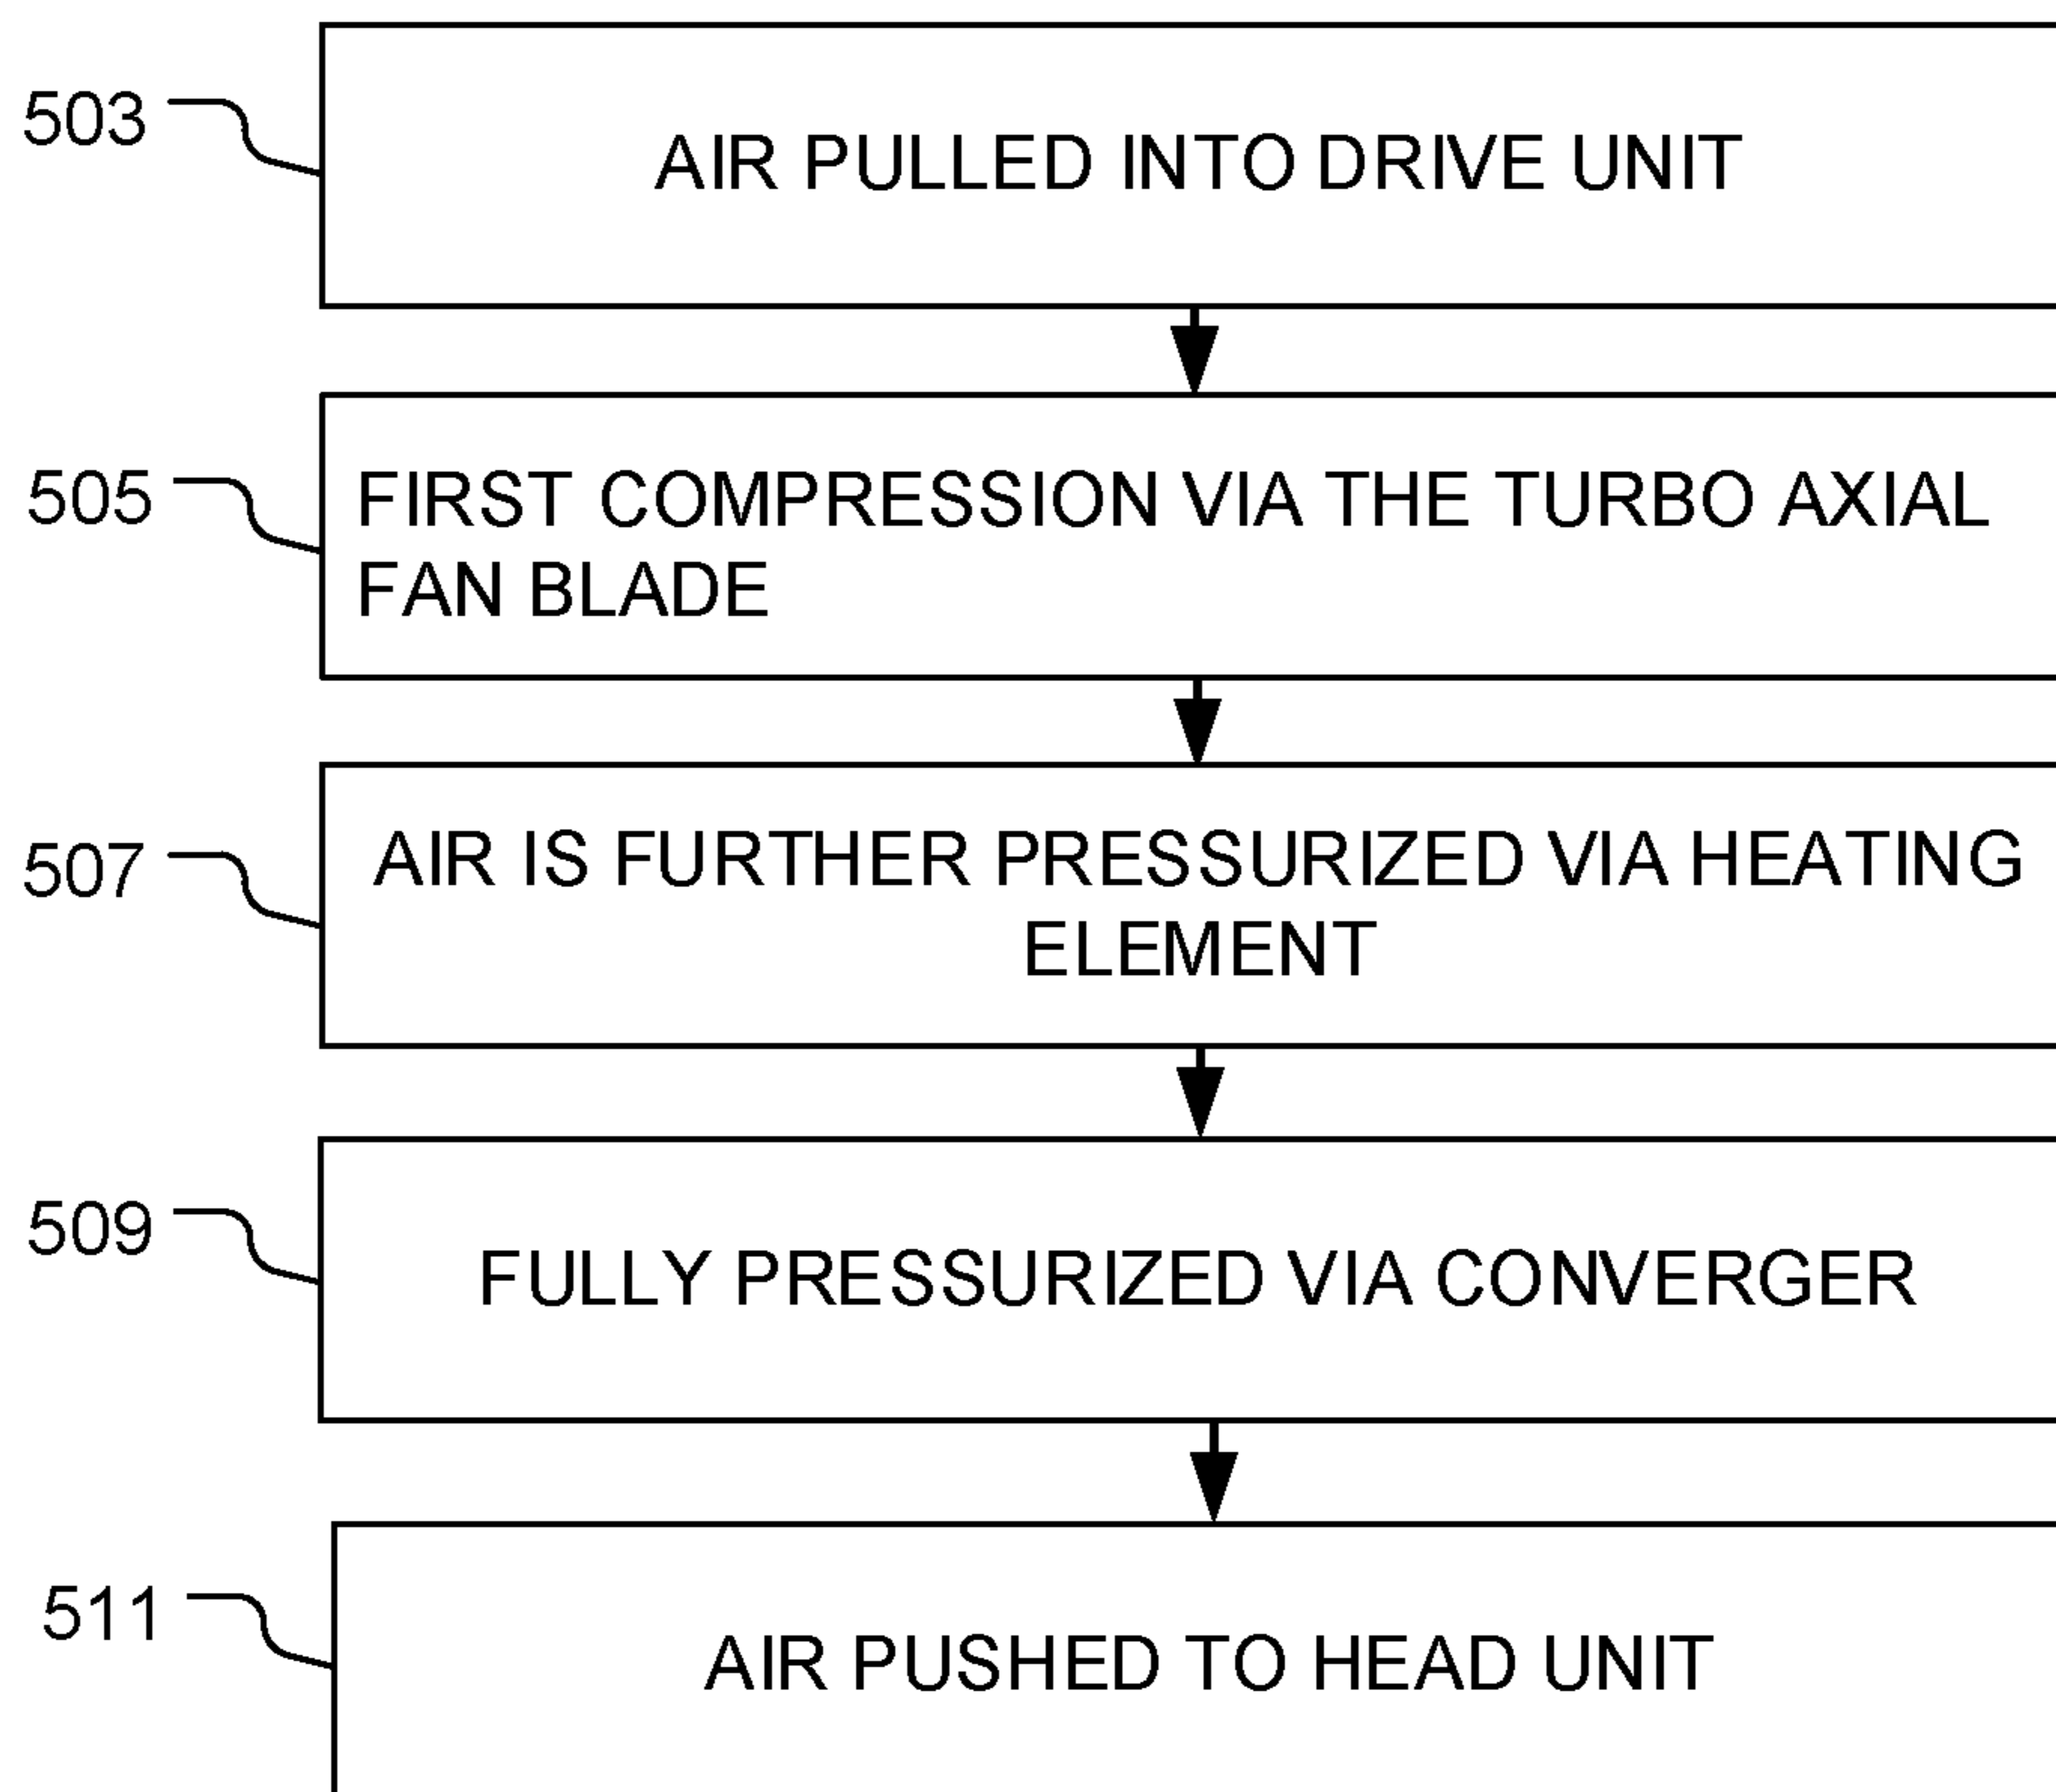 503
AIR PULLED INTO DRIVE UNIT
505
FIRST COMPRESSION VIA THE TURBO AXIAL
FAN BLADE
507
AIR IS FURTHER PRESSURIZED VIA HEATING
ELEMENT
509
FULLY PRESSURIZED VIA CONVERGER
511
AIR PUSHED TO HEAD UNIT